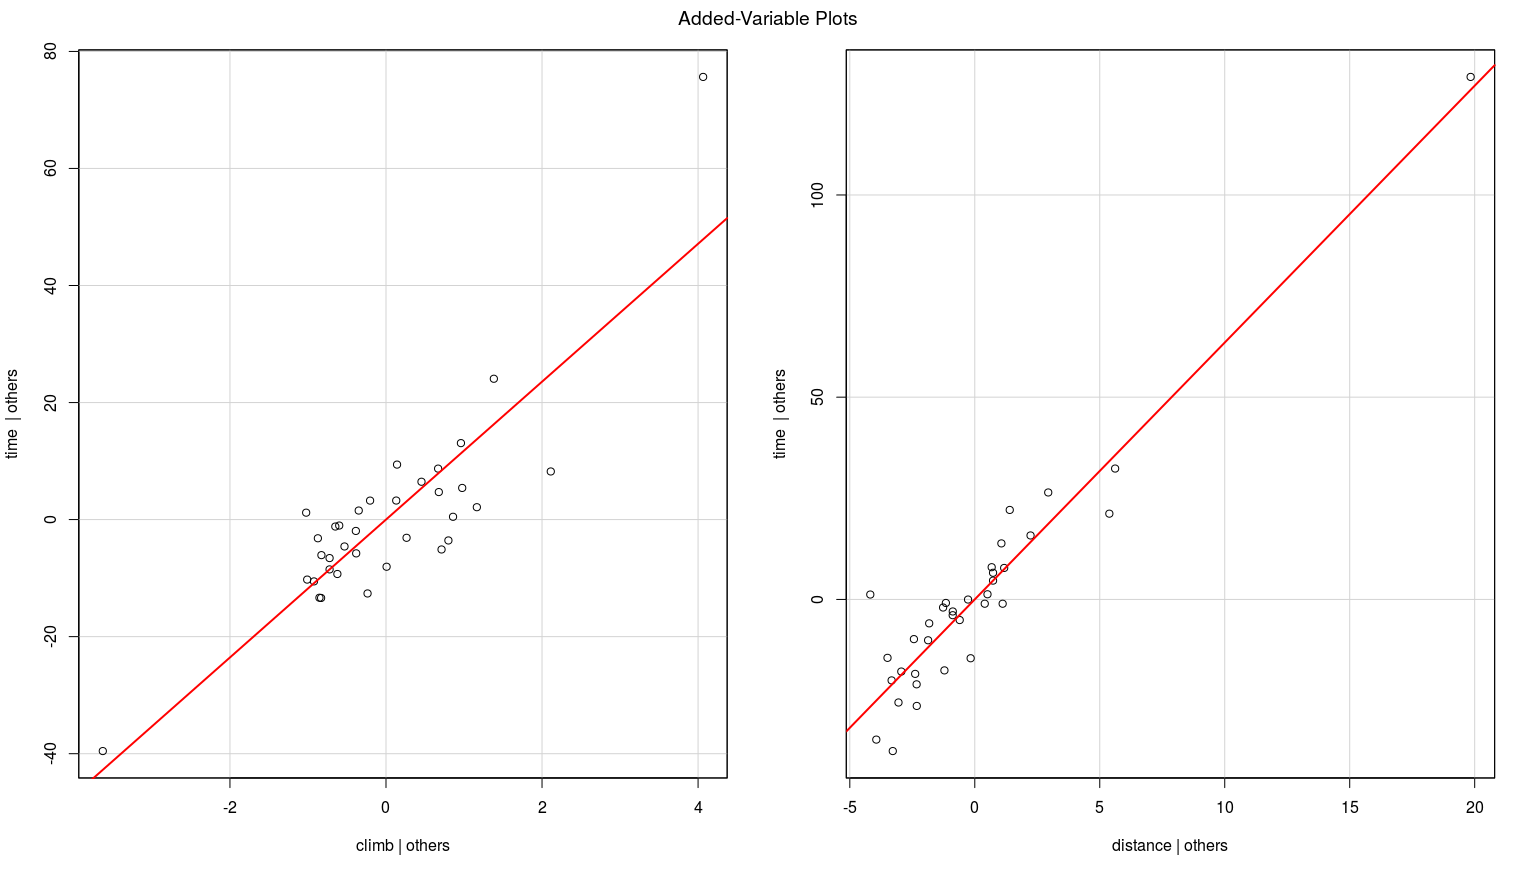 Added-Variable Plots
80
60
40
20
0
-20
-40
time | others
-2 0 2 4
climb | others
100
50
0
time | others
-5 0 5 10 15 20
distance | others